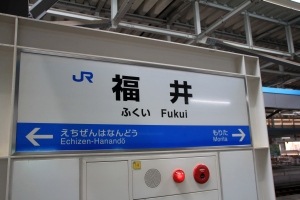 JR
福井
ふくい Fukui
えちぜんはなんどう
Echizen-Hanandō
もりた
Morita